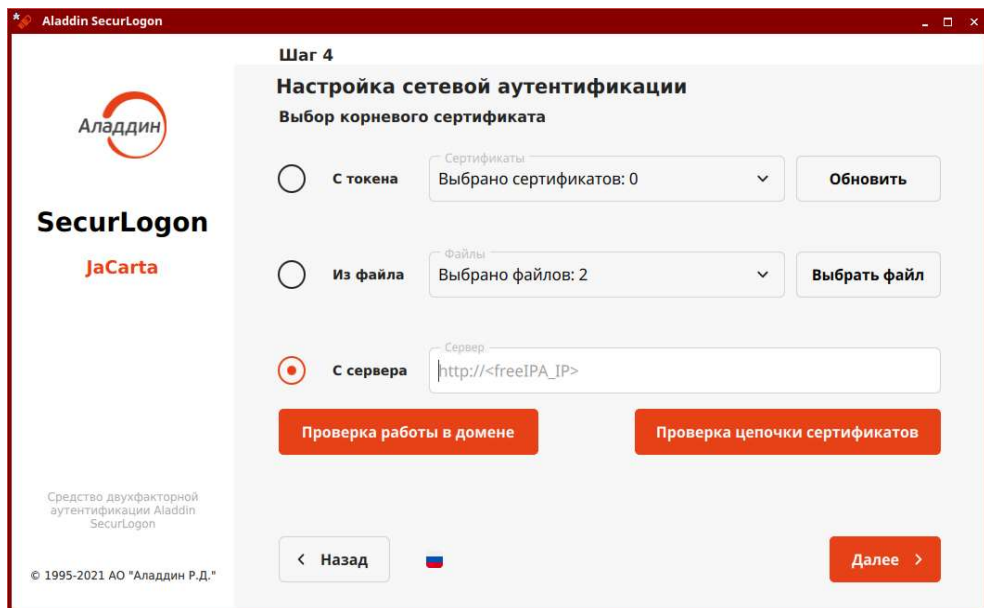 Aladdin SecurLogon
Шаг 4
Настройка сетевой аутентификации
Выбор корневого сертификата
Аладдин
SecurLogon
JaCarta
С токена
Сертификаты
Выбрано сертификатов: 0
Обновить
Из файла
Файлы
Выбрано файлов: 2
Выбрать файл
С сервера
Сервер
http://<freeIPA_IP>
Проверка работы в домене
Проверка цепочки сертификатов
Средство двухфакторной
аутентификации Aladdin
SecurLogon
© 1995-2021 АО "Аладдин Р.Д."
Назад
Далее